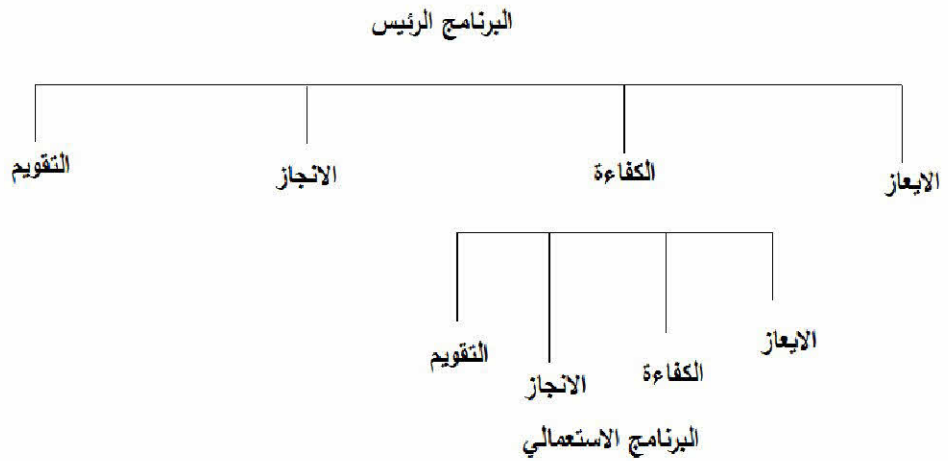 البرنامج الرئيس
الايعاز الكفاءة الانجاز التقويم
الايعاز الكفاءة الانجاز التقويم
البرنامج الاستعمالي